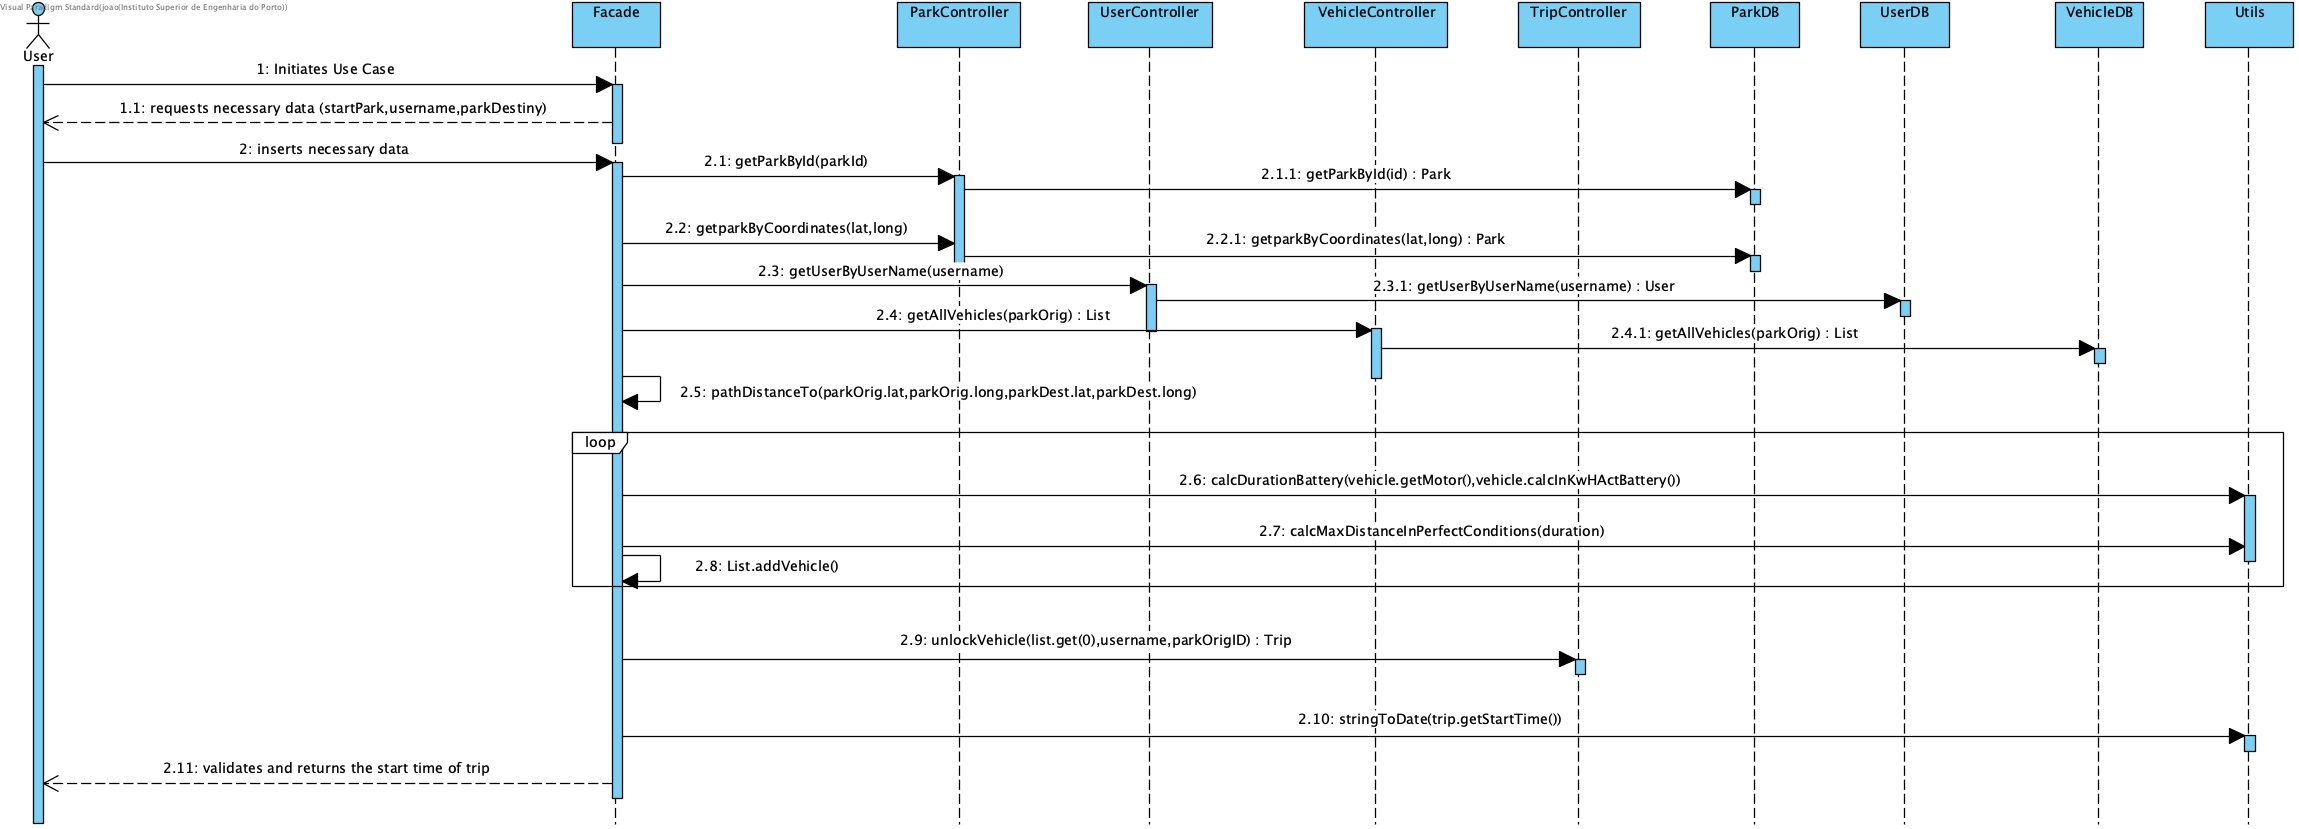 Visual Paradigm Standard(joao(Instituto Superior de Engenharia do Porto))
User
Facade
ParkController
UserController
VehicleController
TripController
ParkDB
UserDB
VehicleDB
Utils
1: Initiates Use Case
1.1: requests necessary data (startPark,username,parkDestiny)
2: inserts necessary data
2.1: getParkById(parkId)
2.1.1: getParkById(id) : Park
2.2: getparkByCoordinates(lat,long)
2.2.1: getparkByCoordinates(lat,long) : Park
2.3: getUserByUserName(username)
2.3.1: getUserByUserName(username) : User
2.4: getAllVehicles(parkOrig) : List
2.4.1: getAllVehicles(parkOrig) : List
2.5: pathDistanceTo(parkOrig.lat,parkOrig.long,parkDest.lat,parkDest.long)
loop
2.6: calcDurationBattery(vehicle.getMotor(),vehicle.calcInKwHActBattery())
2.7: calcMaxDistanceInPerfectConditions(duration)
2.8: List.addVehicle()
2.9: unlockVehicle(list.get(0),username,parkOrigID) : Trip
2.10: stringToDate(trip.getStartTime())
2.11: validates and returns the start time of trip